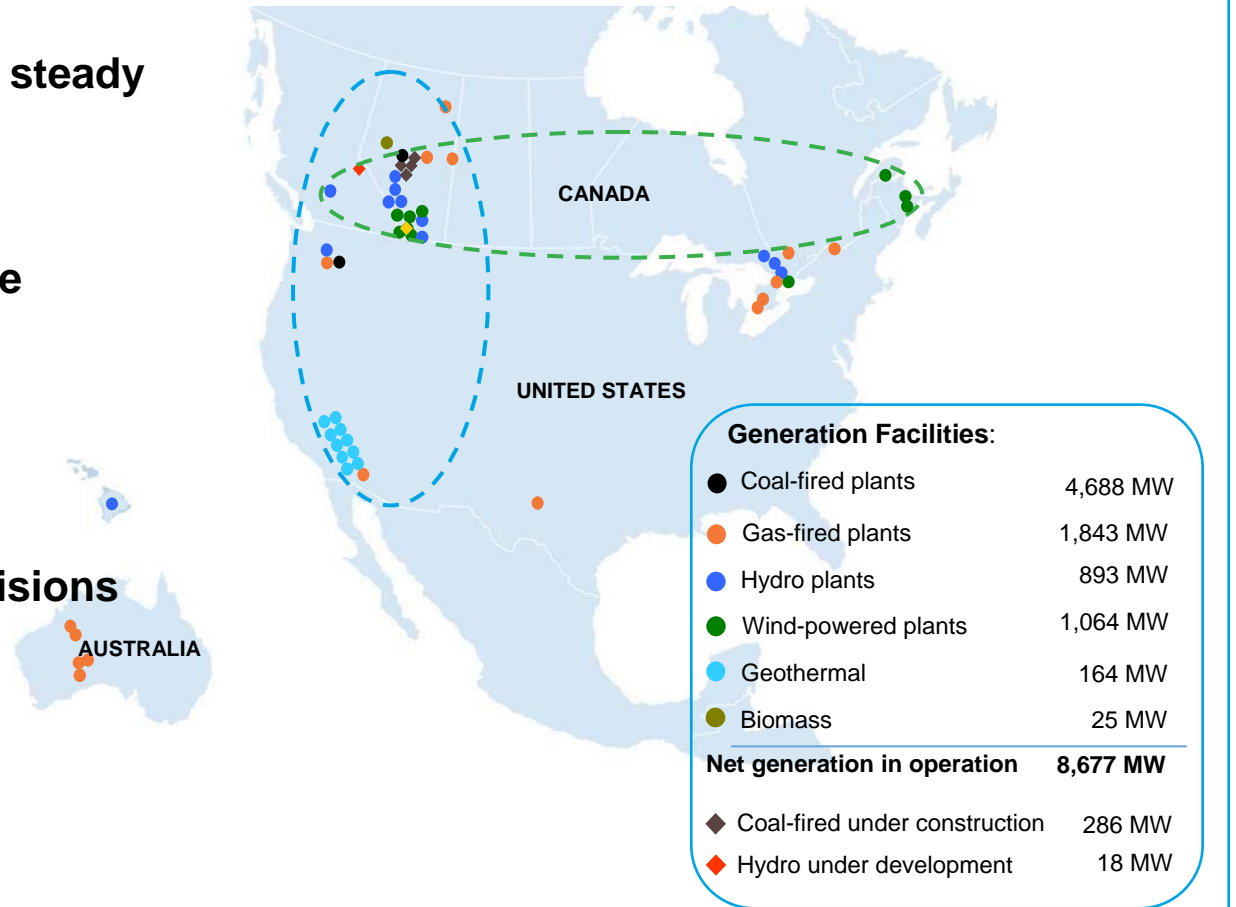 steady
CANADA
e
UNITED STATES
isions
AUSTRALIA
Generation Facilities:
Coal-fired plants 4,688 MW
Gas-fired plants 1,843 MW
Hydro plants 893 MW
Wind-powered plants 1,064 MW
Geothermal 164 MW
Biomass 25 MW
Net generation in operation 8,677 MW
Coal-fired under construction 286 MW
Hydro under development 18 MW